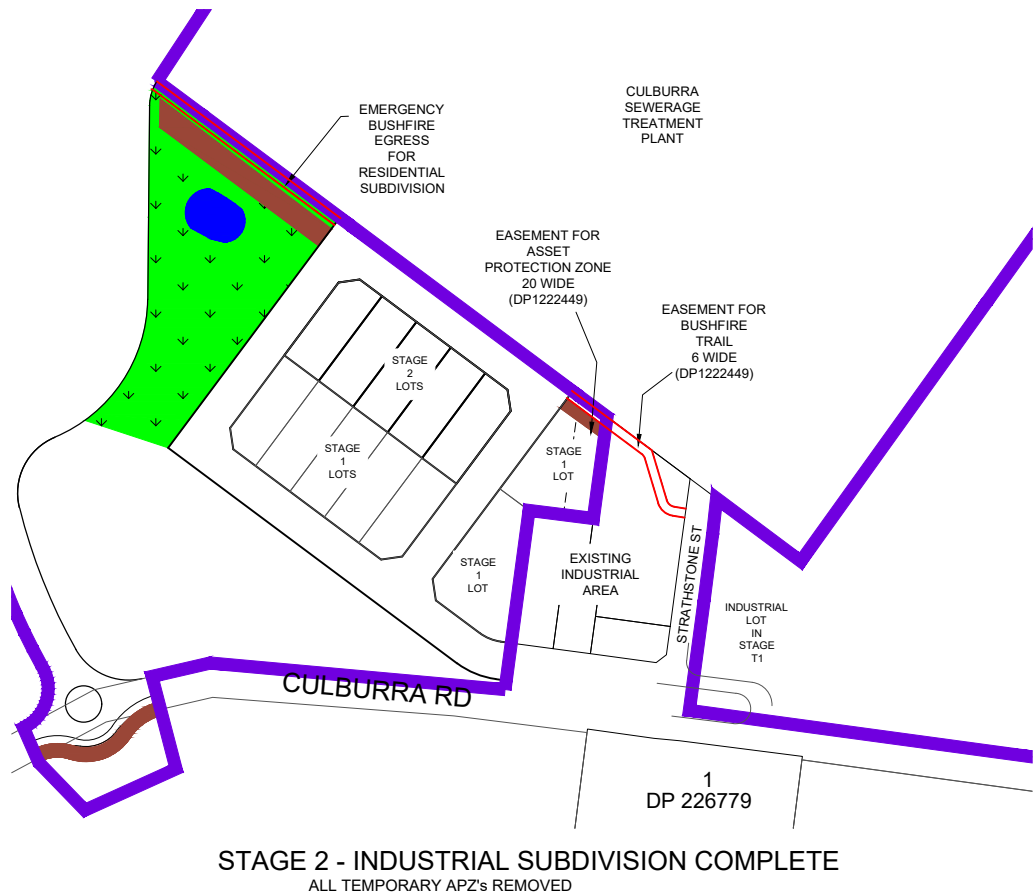 CULBURRA
SEWERAGE
TREATMENT
PLANT
EMERGENCY
BUSHFIRE
EGRESS
FOR
RESIDENTIAL
SUBDIVISION
EASEMENT FOR
ASSET
PROTECTION ZONE
20 WIDE
(DP1222449)
EASEMENT FOR
BUSHFIRE
TRAIL
6 WIDE
(DP1222449)
STAGE
2
LOTS
STAGE
1
LOTS
STAGE
1
LOT
STAGE
1
LOT
EXISTING
INDUSTRIAL
AREA
STRATHSTONE ST
INDUSTRIAL
LOT
IN
STAGE
T1
CULBURRA RD
1
DP 226779
STAGE 2 - INDUSTRIAL SUBDIVISION COMPLETE
ALL TEMPORARY APZ's REMOVED